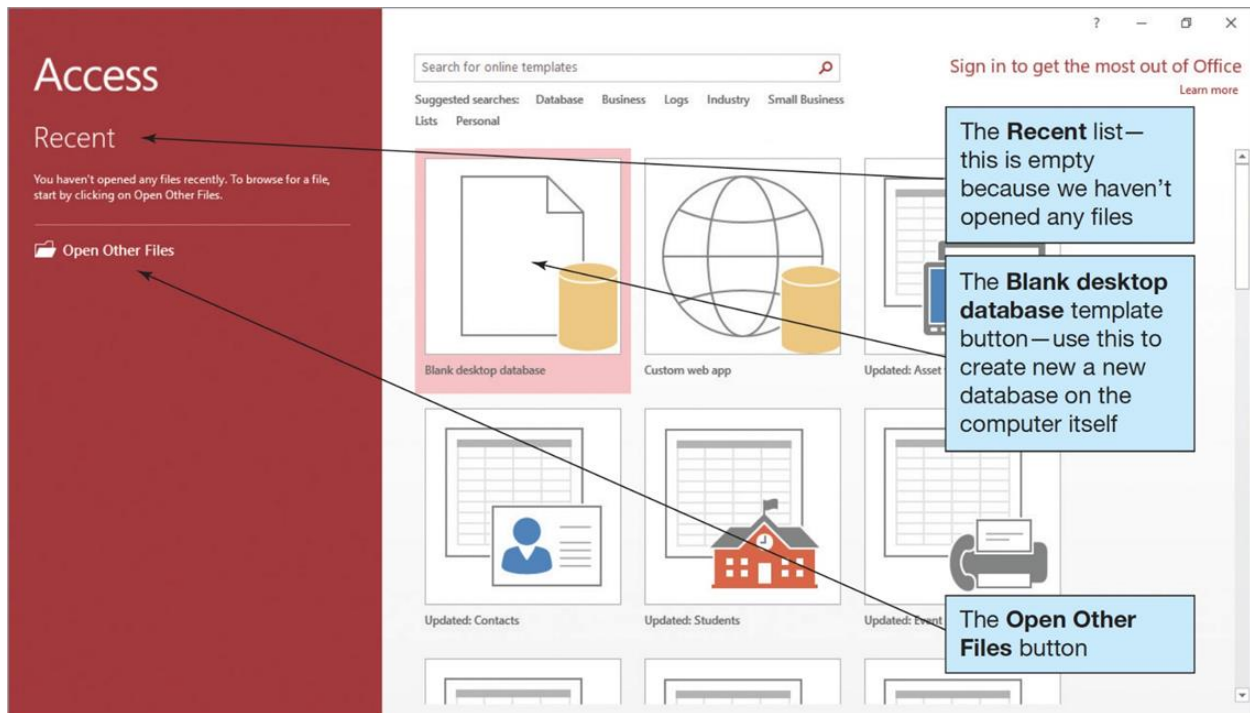 ? — X
Access
Recent
You haven't opened any files recently. To browse for a file,
start by clicking on Open Other Files.
Open Other Files
Search for online templates
Suggested searches: Database Business Logs Industry Small Business
Lists Personal
Sign in to get the most out of Office
Learn more
Blank desktop database
Custom web app
Updated: Asset
Updated: Contacts
Updated: Students
Updated: Event
The Recent list—
this is empty
because we haven't
opened any files
The Blank desktop
database template
button—use this to
create new a new
database on the
computer itself
The Open Other
Files button